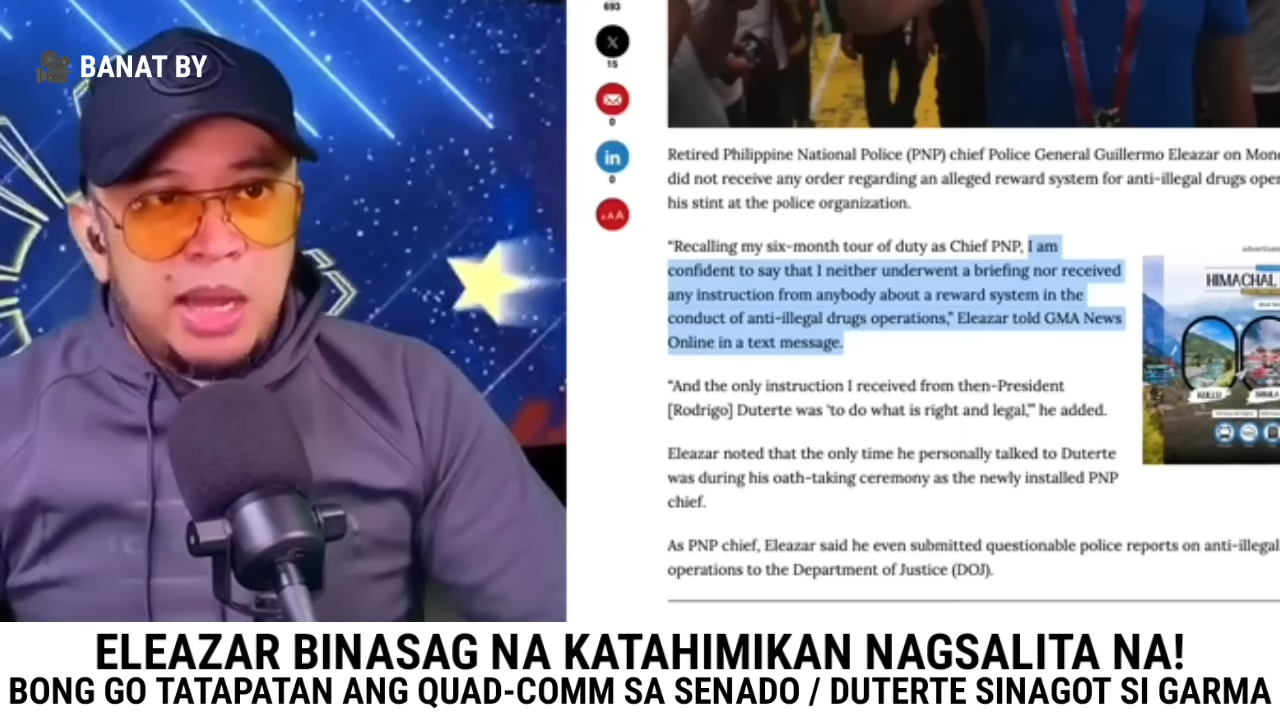 BANAT BY
693
15
0
0
AAA
Retired Philippine National Police (PNP) chief Police General Guillermo Eleazar on
did not receive any order regarding an alleged reward system for anti-illegal drugs
his stint at the police organization.
“Recalling my six-month tour of duty as Chief PNP, I am
confident to say that I neither underwent a briefing nor received
any instruction from anybody about a reward system in the
conduct of anti-illegal drugs operations,” Eleazar told GMA News
Online in a text message.
“And the only instruction I received from then-President
[Rodrigo] Duterte was ‘to do what is right and legal,’” he added.
Eleazar noted that the only time he personally talked to Duterte
was during his oath-taking ceremony as the newly installed PNP
chief.
As PNP chief, Eleazar said he even submitted questionable police reports on anti-illegal
operations to the Department of Justice (DOJ).
HIMACHAL
KULLU
ELEAZAR BINASAG NA KATAHIMIKAN NAGSALITA NA!
BONG GO TATAPATAN ANG QUAD-COMM SA SENADO / DUTERTE SINAGOT SI GARMA